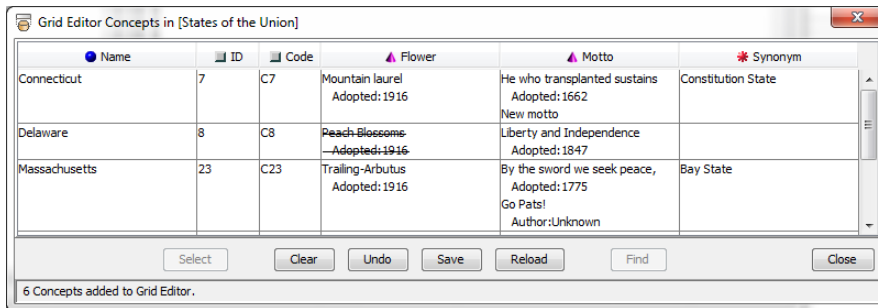 Grid Editor Concepts in [States of the Union]
Name ID Code Flower Motto Synonym
Connecticut 7 C7 Mountain laurel He who transplanted sustains Constitution State
Adopted:1916 Adopted:1662
New motto
Delaware 8 C8 Peach Blossoms Liberty and Independence
Adopted:1916 Adopted:1847
Massachusetts 23 C23 Trailing-Arbutus By the sword we seek peace, Bay State
Adopted:1916 Adopted:1775
Go Pats!
Author:Unknown
Select Clear Undo Save Reload Find Close
6 Concepts added to Grid Editor.